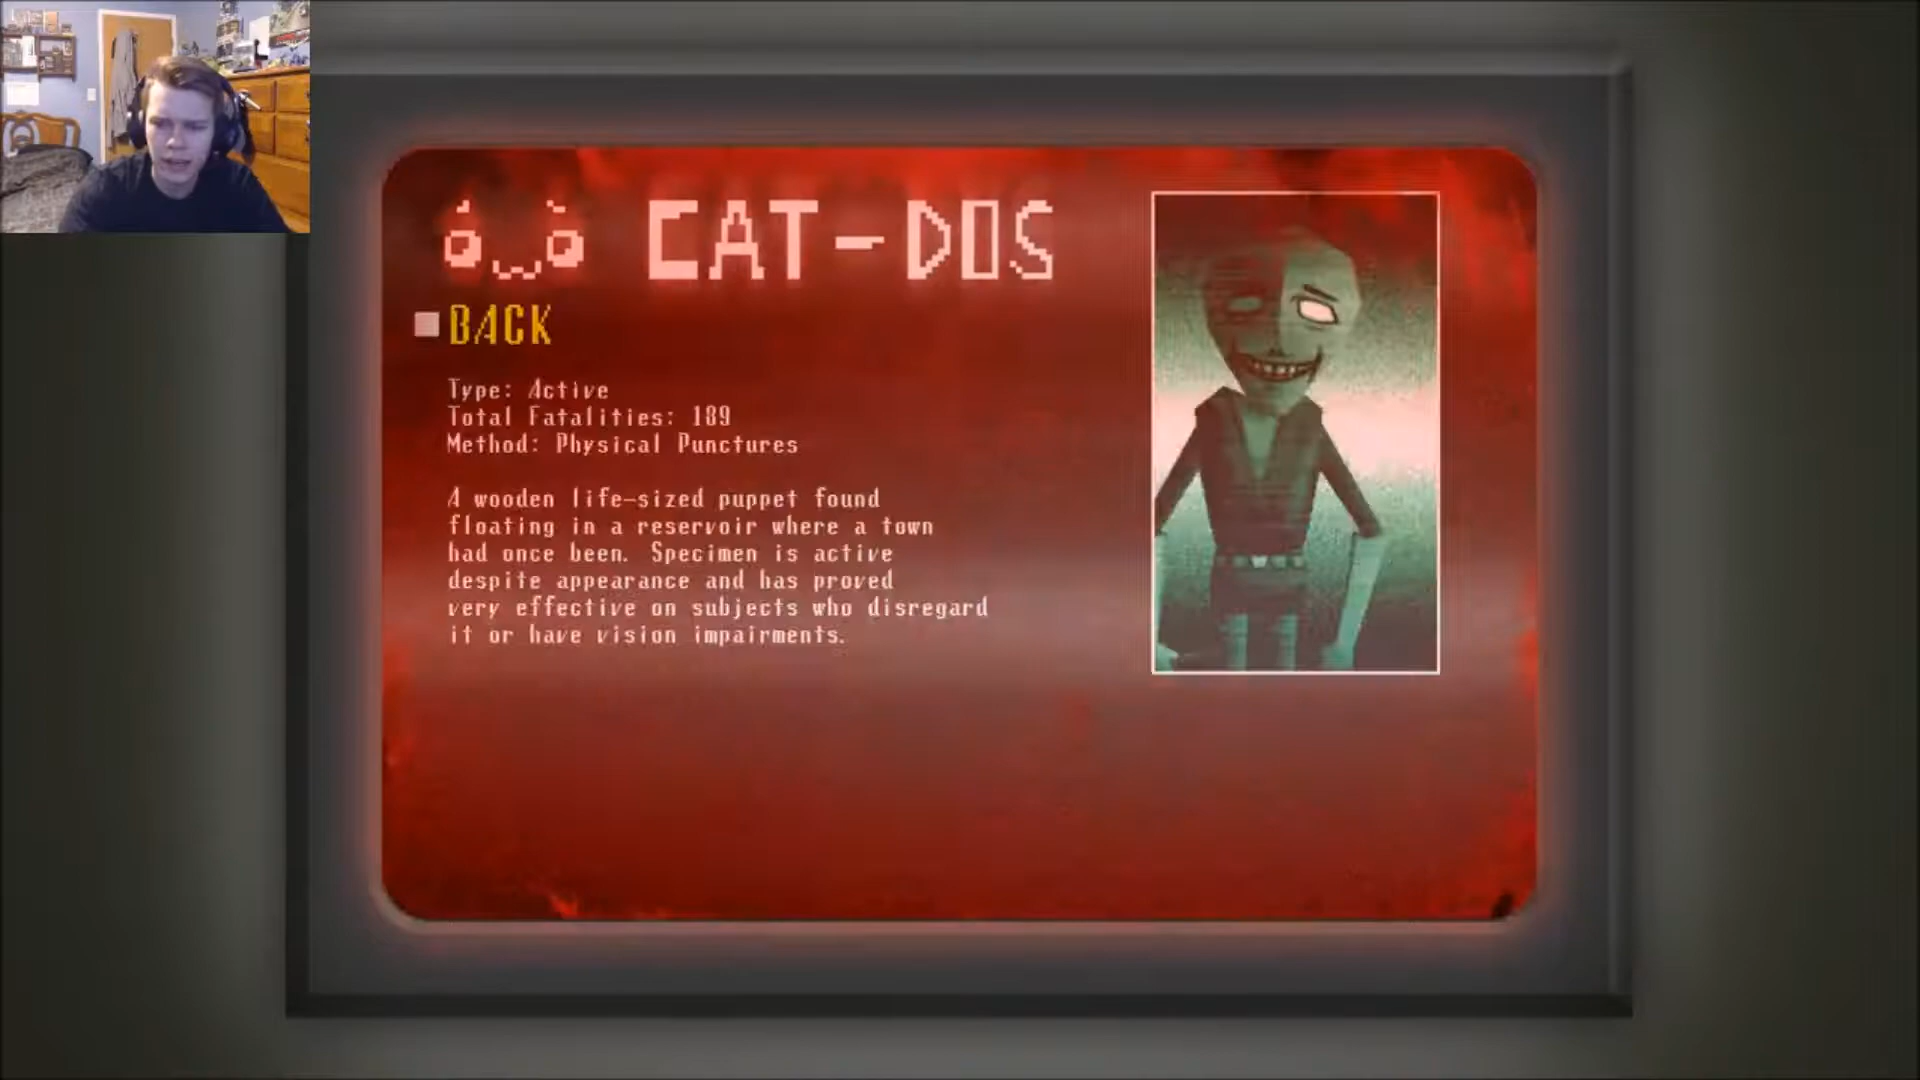 CAT-DOS
BACK
Type: Active
Total Fatalities: 189
Method: Physical Punctures
A wooden life-sized puppet found
floating in a reservoir where a town
had once been. Specimen is active
despite appearance and has proved
very effective on subjects who disregard
it or have vision impairments.